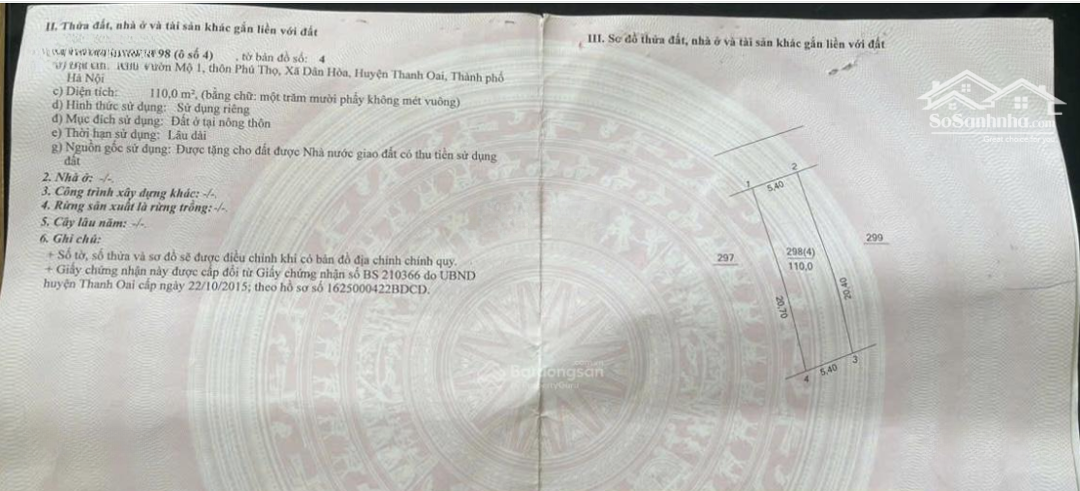 II. Thửa đất, nhà ở và tài sản khác gắn liền với đất
98 (ô số 4) , tờ bản đồ số: 4
Vườn Mộ 1, thôn Phú Thọ, Xã Dân Hòa, Huyện Thanh Oai, Thành phố
Hà Nội
c) Diện tích: 110,0 m², (bằng chữ: một trăm mười phẩy không mét vuông)
d) Hình thức sử dụng: Sử dụng riêng
đ) Mục đích sử dụng: Đất ở tại nông thôn
e) Thời hạn sử dụng: Lâu dài
g) Nguồn gốc sử dụng: Được tặng cho đất được Nhà nước giao đất có thu tiền sử dụng
đất
2. Nhà ở: -/-.
3. Công trình xây dựng khác: -/-.
4. Rừng sản xuất là rừng trồng: -/-.
5. Cây lâu năm: -/-.
6. Ghi chú:
+ Số tờ, số thửa và sơ đồ sẽ được điều chỉnh khi có bản đồ địa chính chính quy.
+ Giấy chứng nhận này được cấp đổi từ Giấy chứng nhận số BS 210366 do UBND
huyện Thanh Oai cấp ngày 22/10/2015; theo hồ sơ số 1625000422BDCD.
III. Sơ đồ thửa đất, nhà ở và tài sản khác gắn liền với đất
SoSanhnha.com
2
1
5,40
299
297
298(4)
110,0
20,40
20,70
3
4
5,40
Batdongsan